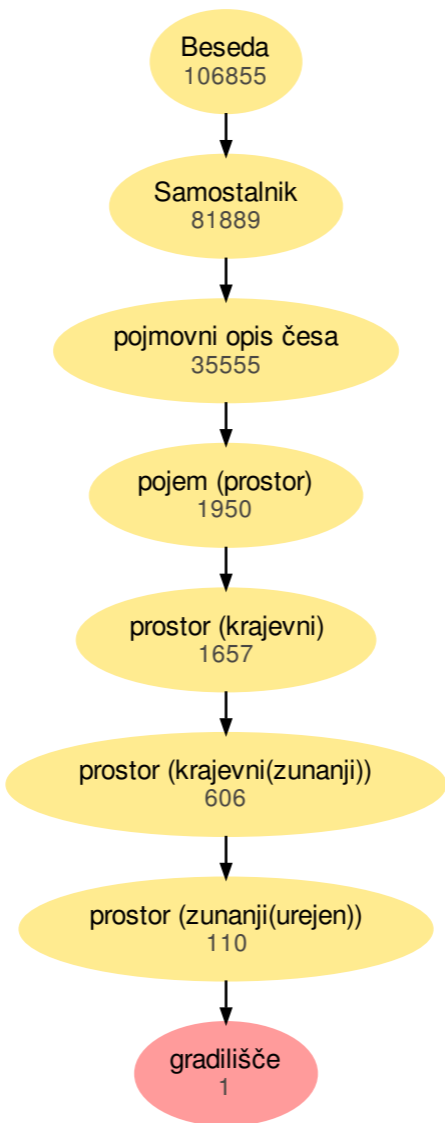 Beseda
106855
Samostalnik
81889
pojmovni opis česa
35555
pojem (prostor)
1950
prostor (krajevni)
1657
prostor (krajevni(zunanji))
606
prostor (zunanji(urejen))
110
gradilišče
1